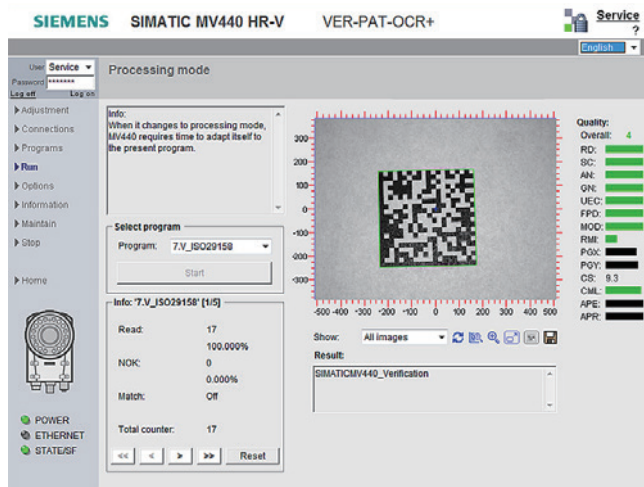 SIEMENS SIMATIC MV440 HR-V VER-PAT-OCR+ Service
?
English
User Service
Password *******
Log off Log on
Processing mode
Adjustment
Connections
Programs
Run
Options
Information
Maintain
Stop
Home
POWER
ETHERNET
STATE/SF
Info:
When it changes to processing mode,
MV440 requires time to adapt itself to
the present program.
Select program
Program: 7.V_ISO29158
Start
Info: '7.V_ISO29158' [1/5]
Read: 17
100.000%
NOK: 0
0.000%
Match: Off
Total counter: 17
<< < > >> Reset
300
200
100
0
-100
-200
-300
-500 -400 -300 -200 -100 0 100 200 300 400 500
Show: All images
Result:
SIMATICMV440_Verification
Quality:
Overall: 4
RD:
SC:
AN:
GN:
UEC:
FPD:
MOD:
RMI:
PGX:
PGY:
CS: 9.3
CML:
APE:
APR: